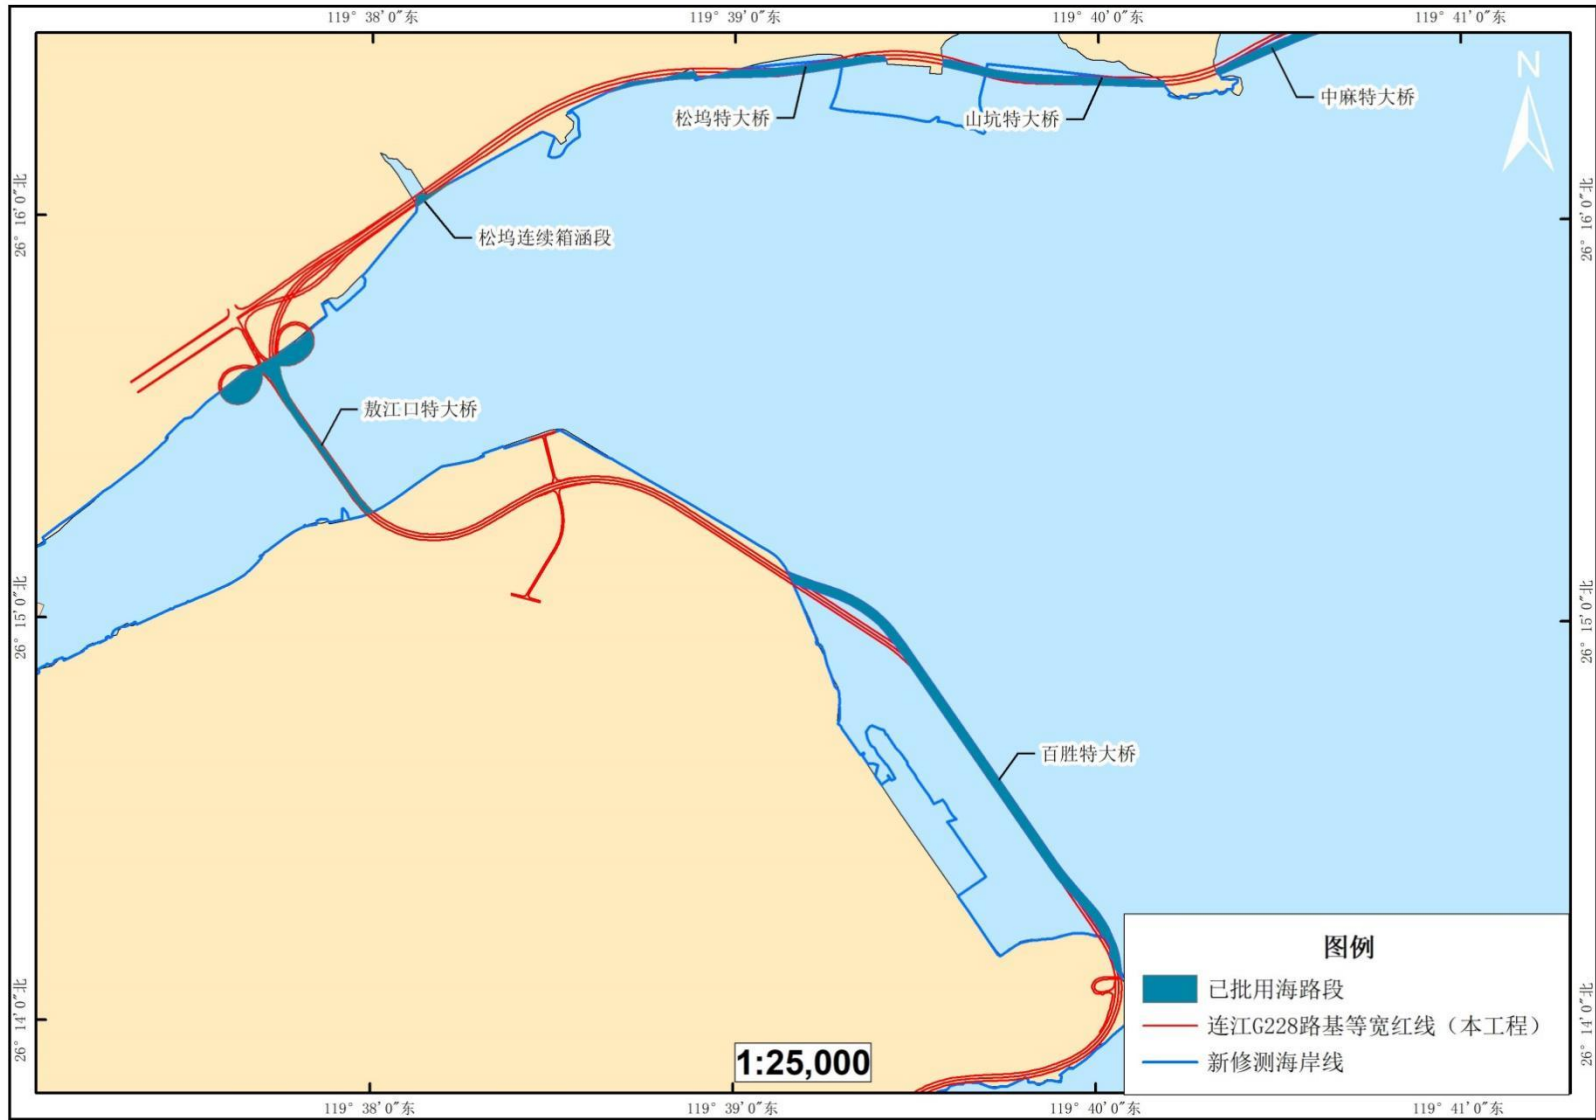 119° 38'0"东
119° 39'0"东
119° 40'0"东
119° 41'0"东
N
松坞特大桥
山坑特大桥
中麻特大桥
26° 16'0"北
26° 16'0"北
松坞连续箱涵段
敖江口特大桥
26° 15'0"北
26° 15'0"北
百胜特大桥
图例
已批用海路段
连江G228路基等宽红线（本工程）
新修测海岸线
26° 14'0"北
26° 14'0"北
1:25,000
119° 38'0"东
119° 39'0"东
119° 40'0"东
119° 41'0"东